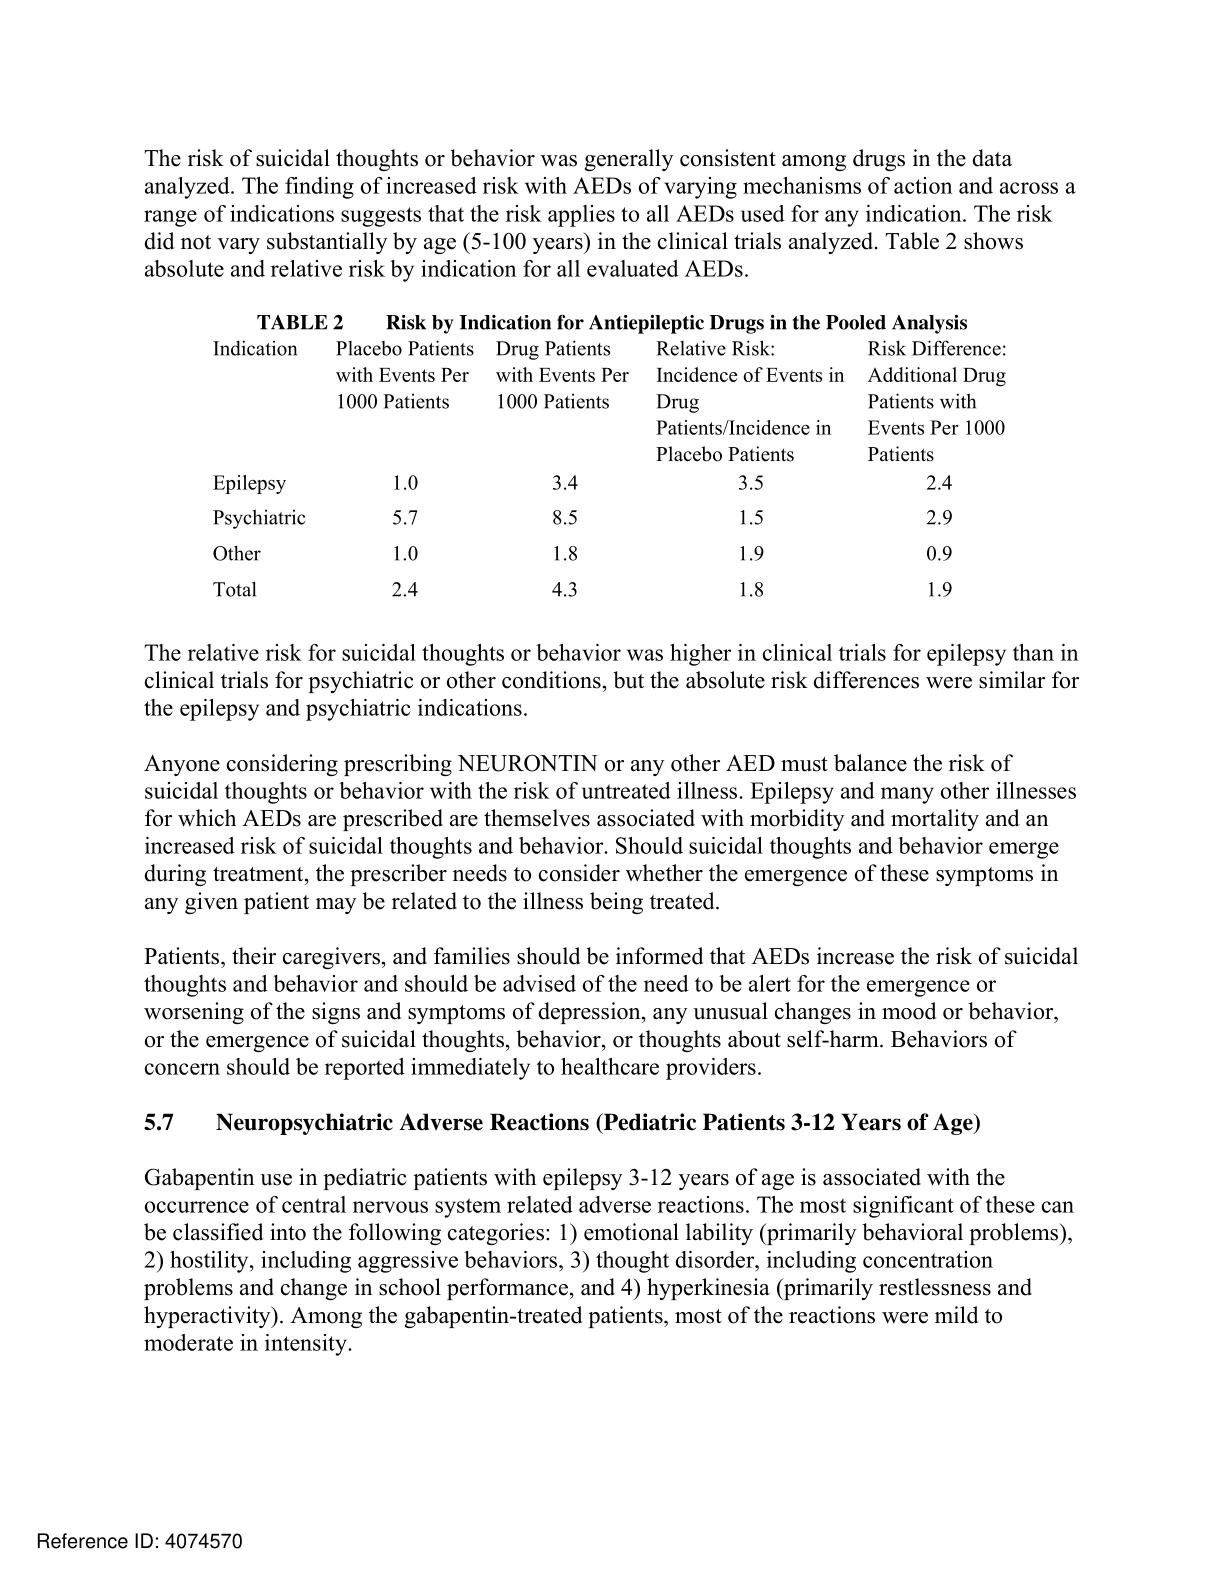 The risk of suicidal thoughts or behavior was generally consistent among drugs in the data
analyzed. The finding of increased risk with AEDs of varying mechanisms of action and across a
range of indications suggests that the risk applies to all AEDs used for any indication. The risk
did not vary substantially by age (5-100 years) in the clinical trials analyzed. Table 2 shows
absolute and relative risk by indication for all evaluated AEDs.
TABLE 2 Risk by Indication for Antiepileptic Drugs in the Pooled Analysis
Indication Placebo Patients Drug Patients Relative Risk: Risk Difference:
with Events Per with Events Per Incidence of Events in Additional Drug
1000 Patients 1000 Patients Drug Patients with
Patients/Incidence in Events Per 1000
Placebo Patients Patients
Epilepsy 1.0 3.4 3.5 2.4
Psychiatric 5.7 8.5 1.5 2.9
Other 1.0 1.8 1.9 0.9
Total 2.4 4.3 1.8 1.9
The relative risk for suicidal thoughts or behavior was higher in clinical trials for epilepsy than in
clinical trials for psychiatric or other conditions, but the absolute risk differences were similar for
the epilepsy and psychiatric indications.
Anyone considering prescribing NEURONTIN or any other AED must balance the risk of
suicidal thoughts or behavior with the risk of untreated illness. Epilepsy and many other illnesses
for which AEDs are prescribed are themselves associated with morbidity and mortality and an
increased risk of suicidal thoughts and behavior. Should suicidal thoughts and behavior emerge
during treatment, the prescriber needs to consider whether the emergence of these symptoms in
any given patient may be related to the illness being treated.
Patients, their caregivers, and families should be informed that AEDs increase the risk of suicidal
thoughts and behavior and should be advised of the need to be alert for the emergence or
worsening of the signs and symptoms of depression, any unusual changes in mood or behavior,
or the emergence of suicidal thoughts, behavior, or thoughts about self-harm. Behaviors of
concern should be reported immediately to healthcare providers.
5.7 Neuropsychiatric Adverse Reactions (Pediatric Patients 3-12 Years of Age)
Gabapentin use in pediatric patients with epilepsy 3-12 years of age is associated with the
occurrence of central nervous system related adverse reactions. The most significant of these can
be classified into the following categories: 1) emotional lability (primarily behavioral problems),
2) hostility, including aggressive behaviors, 3) thought disorder, including concentration
problems and change in school performance, and 4) hyperkinesia (primarily restlessness and
hyperactivity). Among the gabapentin-treated patients, most of the reactions were mild to
moderate in intensity.
Reference ID: 4074570